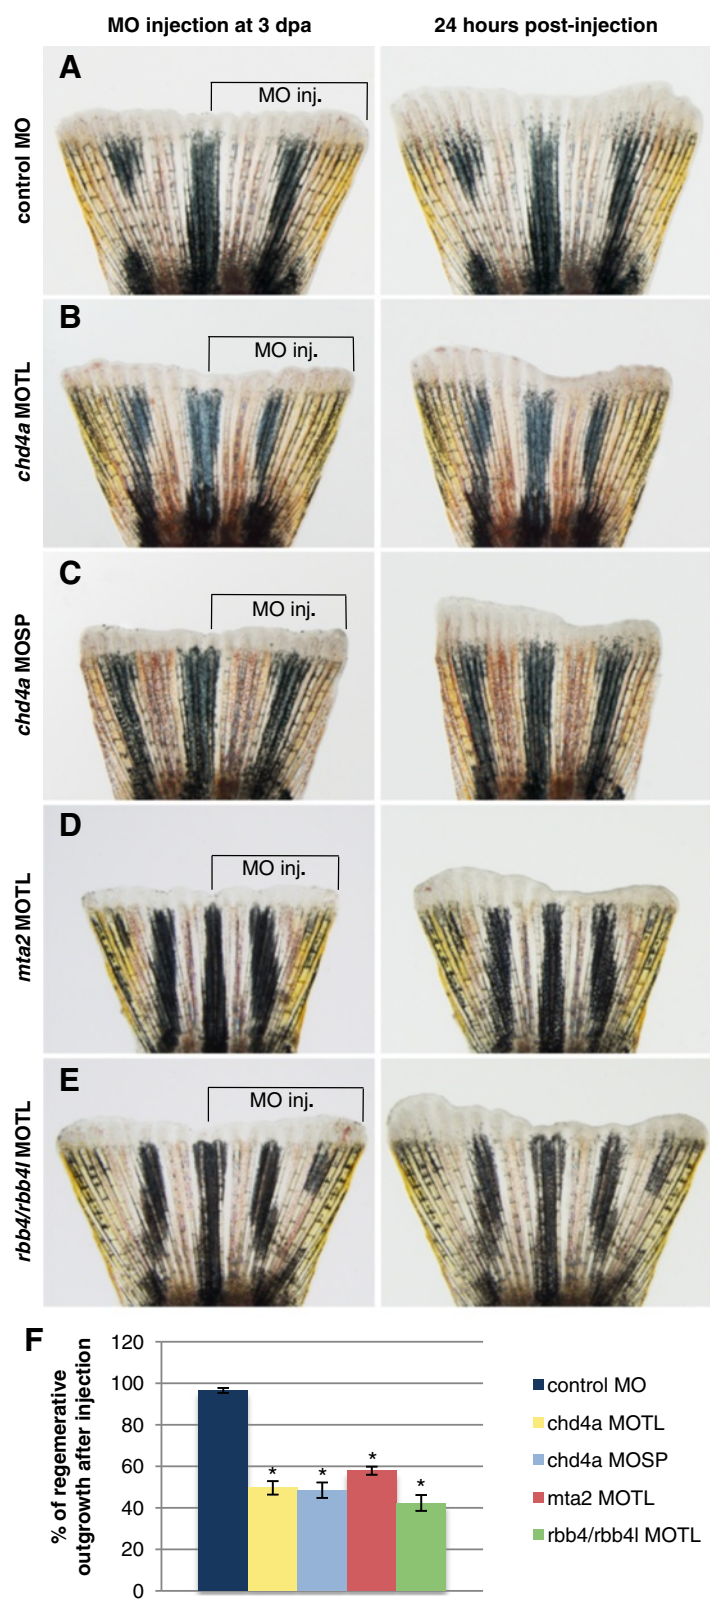 MO injection at 3 dpa
24 hours post-injection
A
MO inj.
control MO
B
MO inj.
chd4a MOTL
C
MO inj.
chd4a MOSP
D
MO inj.
mta2 MOTL
E
MO inj.
rbb4/rbb4l MOTL
F
% of regemerative
outgrowth after injection
120
100
80
60
40
20
0
*
*
*
*
control MO
chd4a MOTL
chd4a MOSP
mta2 MOTL
rbb4/rbb4l MOTL